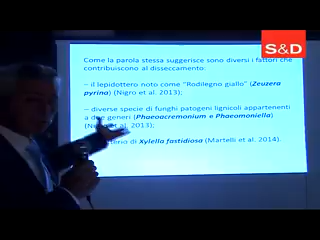 S&D
Come la parola stessa suggerisce sono diversi i fattori che
contribuiscono al disseccamento.
– il lepidottero noto come "Rodilegno giallo" (Zeuzera
pyrina) (Nigro et al. 2013);
– diverse specie di funghi patogeni lignicoli appartenenti
a due generi (Phaeoacremonium e Phaeomoniella)
et al. 2013);
di Xylella fastidiosa (Martelli et al. 2014).